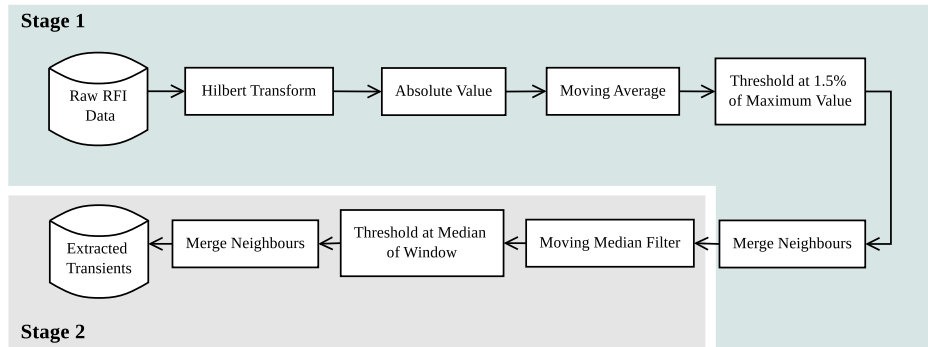 Stage 1
Raw RFI
Data
Hilbert Transform
Absolute Value
Moving Average
Threshold at 1.5%
of Maximum Value
Merge Neighbours
Moving Median Filter
Threshold at Median
of Window
Merge Neighbours
Extracted
Transients
Stage 2